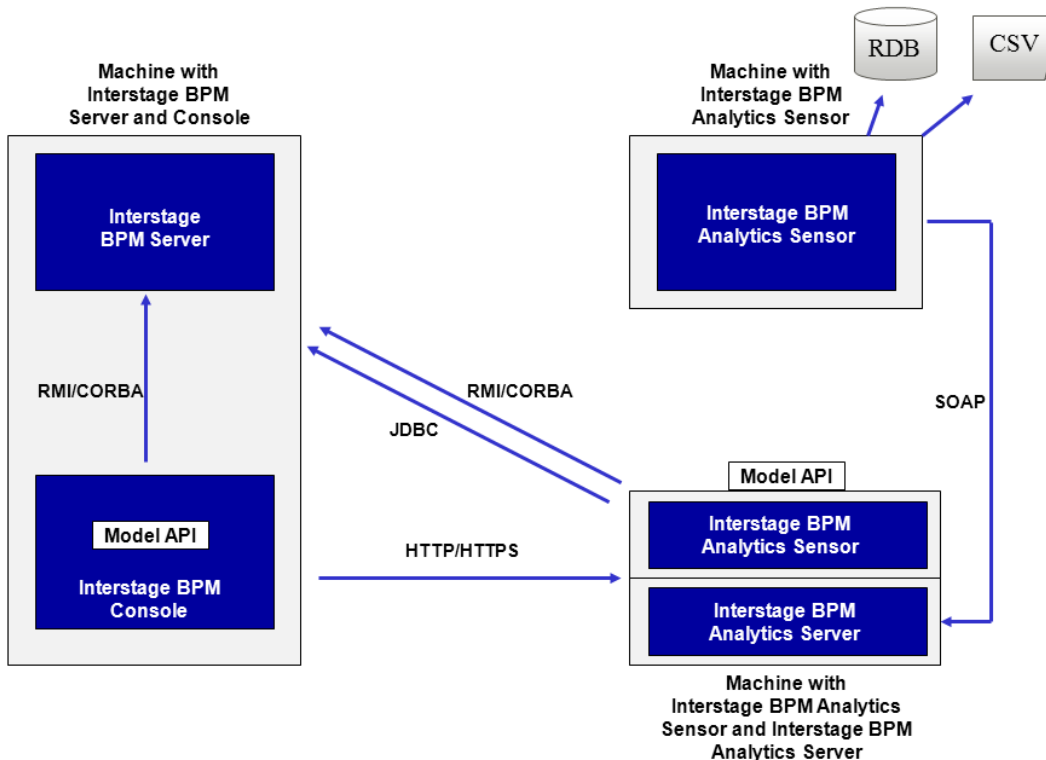 RDB
CSV
Machine with
Interstage BPM
Server and Console
Machine with
Interstage BPM
Analytics Sensor
Interstage
BPM Server
Interstage BPM
Analytics Sensor
RMI/CORBA
RMI/CORBA
JDBC
SOAP
Model API
Interstage BPM
Console
HTTP/HTTPS
Model API
Interstage BPM
Analytics Sensor
Interstage BPM
Analytics Server
Machine with
Interstage BPM Analytics
Sensor and Interstage BPM
Analytics Server